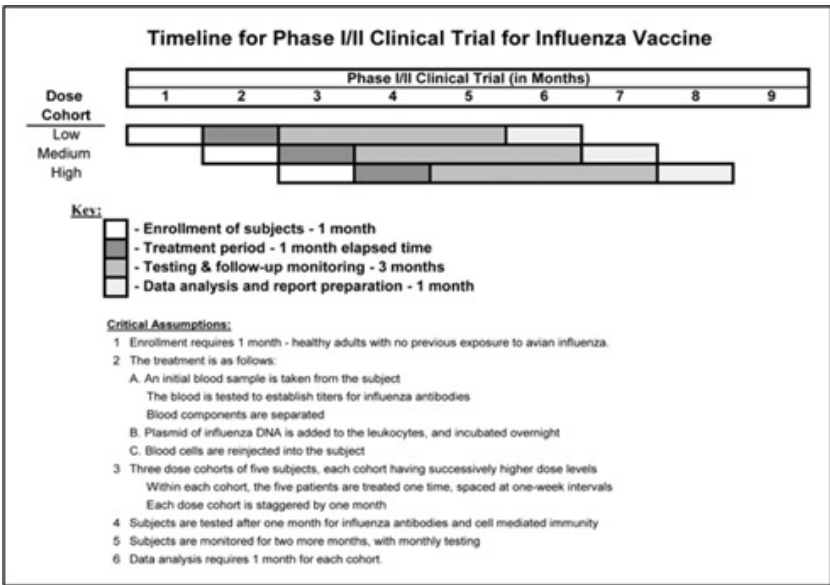 Timeline for Phase I/II Clinical Trial for Influenza Vaccine
Phase I/II Clinical Trial (in Months)
Dose 1 2 3 4 5 6 7 8 9
Cohort
Low
Medium
High
Key:
- Enrollment of subjects - 1 month
- Treatment period - 1 month elapsed time
- Testing & follow-up monitoring - 3 months
- Data analysis and report preparation - 1 month
Critical Assumptions:
1 Enrollment requires 1 month - healthy adults with no previous exposure to avian influenza.
2 The treatment is as follows:
A. An initial blood sample is taken from the subject
The blood is tested to establish titers for influenza antibodies
Blood components are separated
B. Plasmid of influenza DNA is added to the leukocytes, and incubated overnight
C. Blood cells are reinjected into the subject
3 Three dose cohorts of five subjects, each cohort having successively higher dose levels
Within each cohort, the five patients are treated one time, spaced at one-week intervals
Each dose cohort is staggered by one month
4 Subjects are tested after one month for influenza antibodies and cell mediated immunity
5 Subjects are monitored for two more months, with monthly testing
6 Data analysis requires 1 month for each cohort.